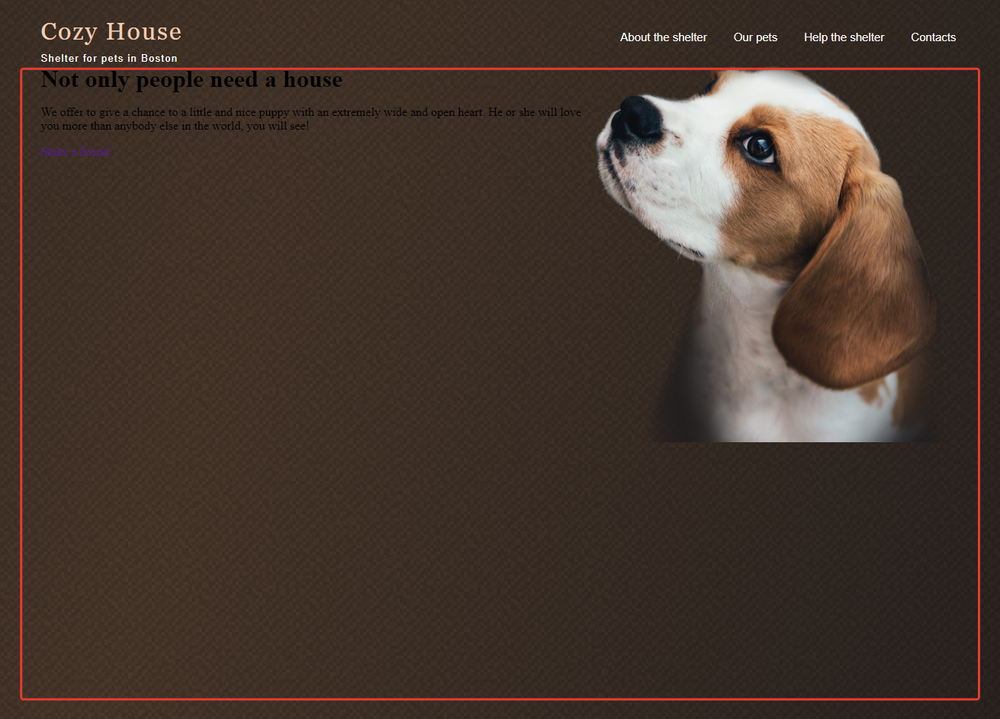 Cozy House
Shelter for pets in Boston
About the shelter
Our pets
Help the shelter
Contacts
Not only people need a house
We offer to give a chance to a little and nice puppy with an extremely wide and open heart. He or she will love
you more than anybody else in the world, you will see!
Make a friend